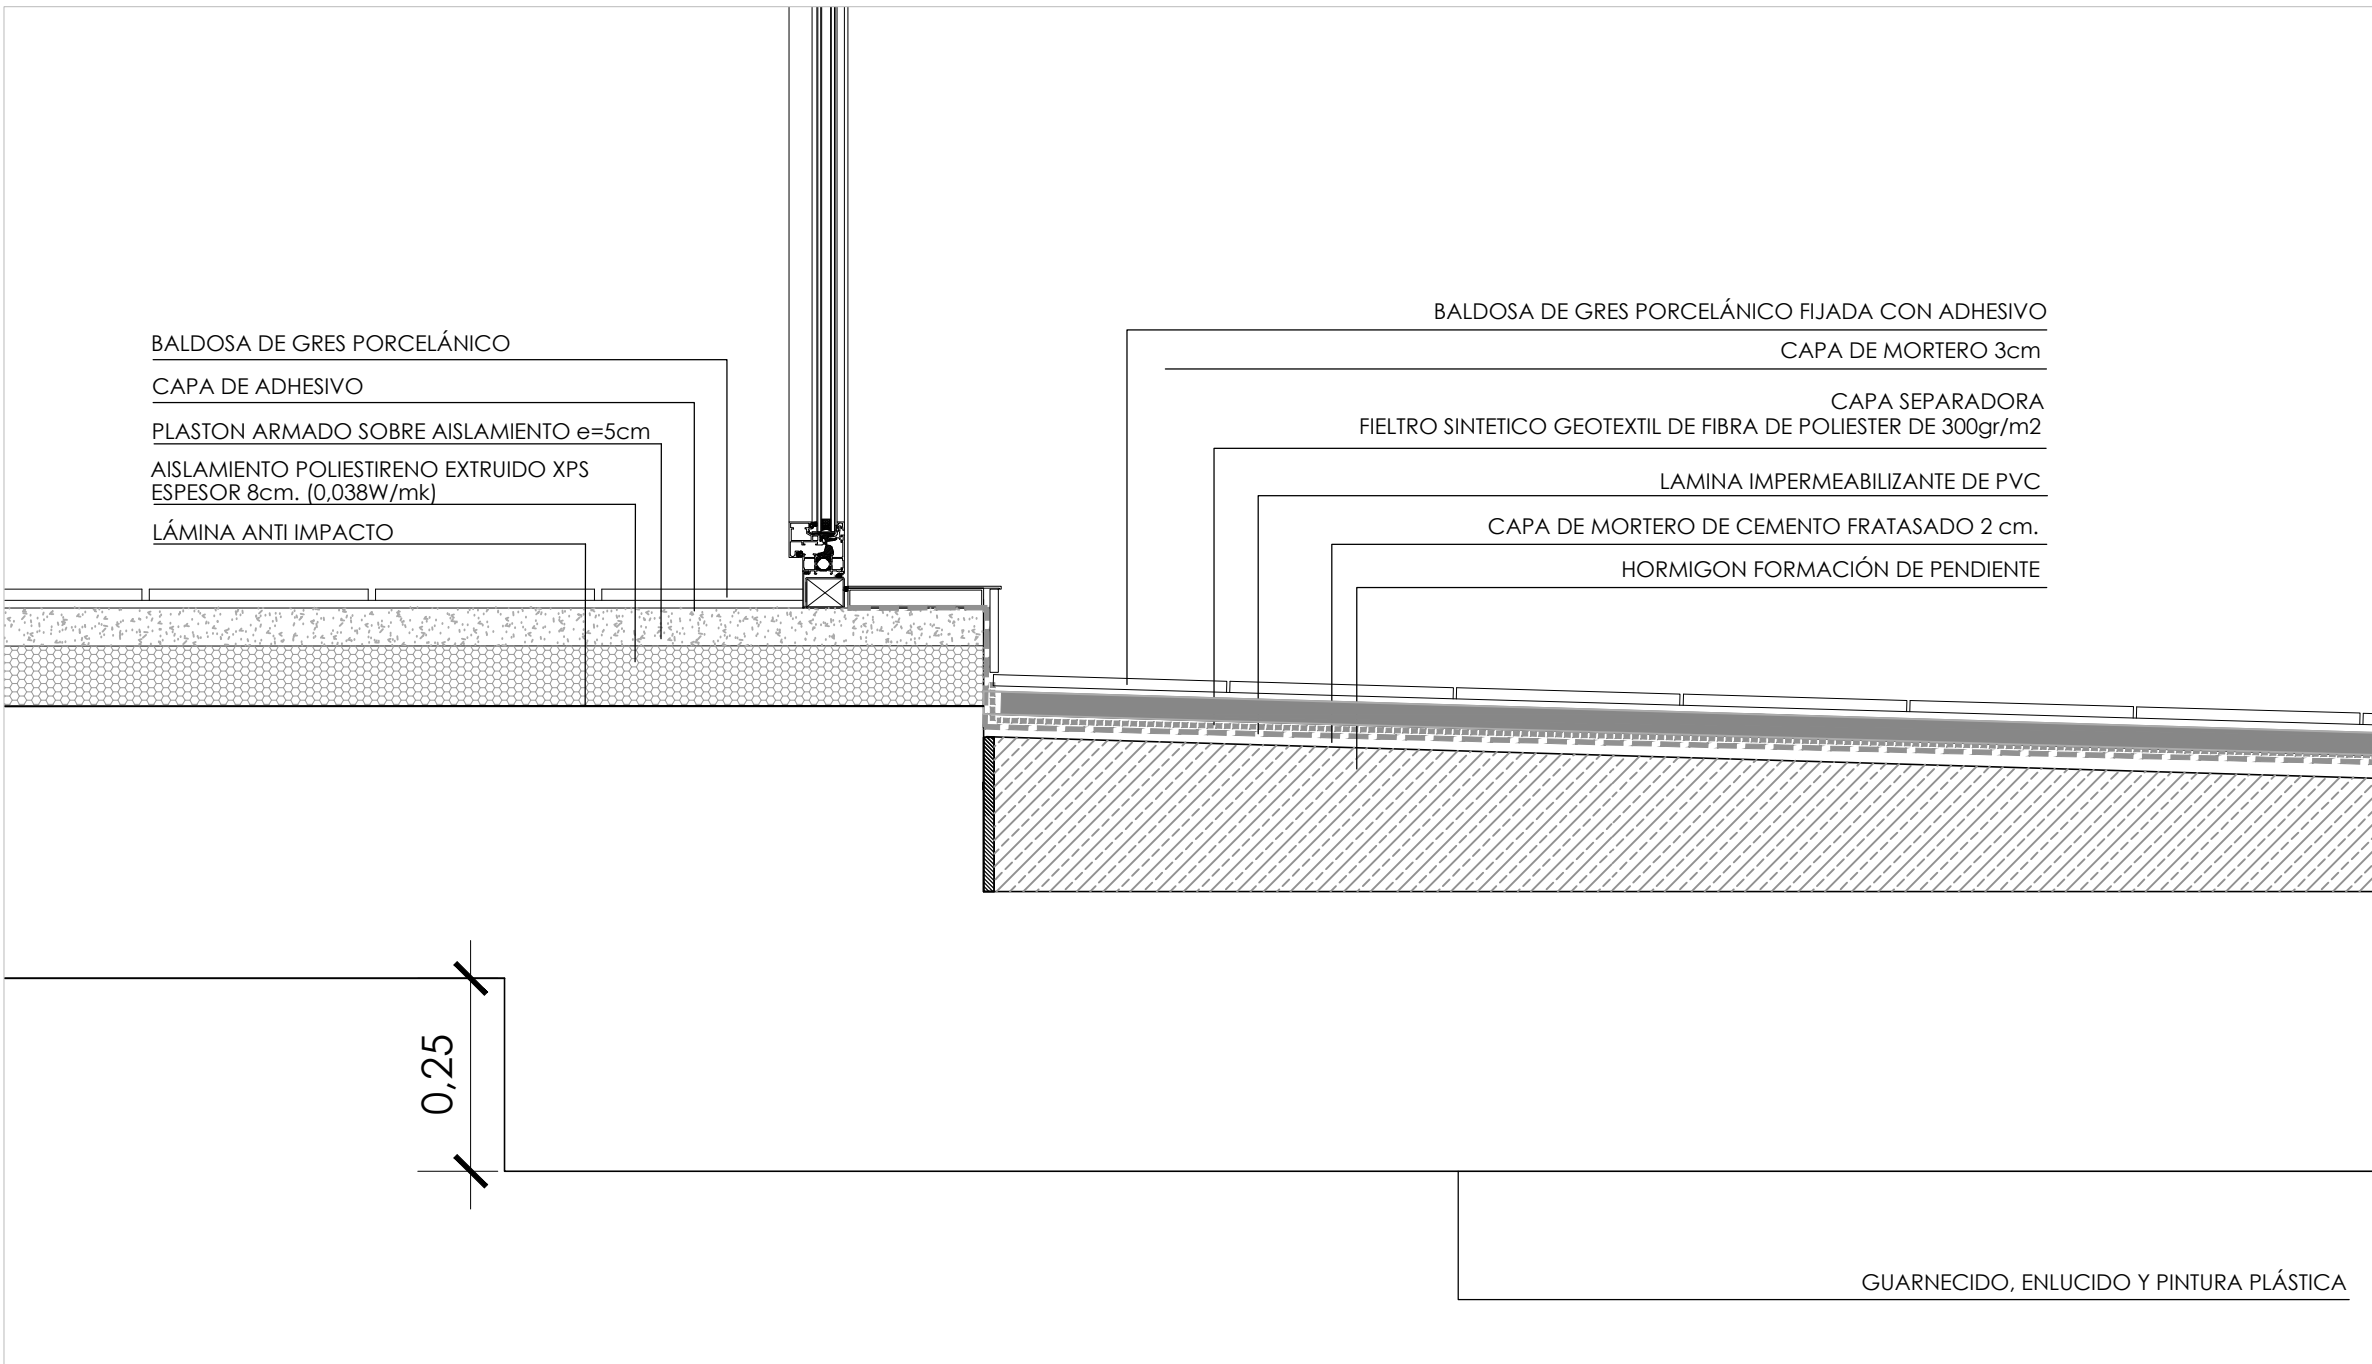 BALDOSA DE GRES PORCELÁNICO
CAPA DE ADHESIVO
PLASTON ARMADO SOBRE AISLAMIENTO e=5cm
AISLAMIENTO POLIESTIRENO EXTRUIDO XPS
ESPESOR 8cm. (0,038W/mk)
LÁMINA ANTI IMPACTO
BALDOSA DE GRES PORCELÁNICO FIJADA CON ADHESIVO
CAPA DE MORTERO 3cm
CAPA SEPARADORA
FIELTRO SINTETICO GEOTEXTIL DE FIBRA DE POLIESTER DE 300gr/m2
LAMINA IMPERMEABILIZANTE DE PVC
CAPA DE MORTERO DE CEMENTO FRATASADO 2 cm.
HORMIGON FORMACIÓN DE PENDIENTE
0,25
GUARNECIDO, ENLUCIDO Y PINTURA PLÁSTICA